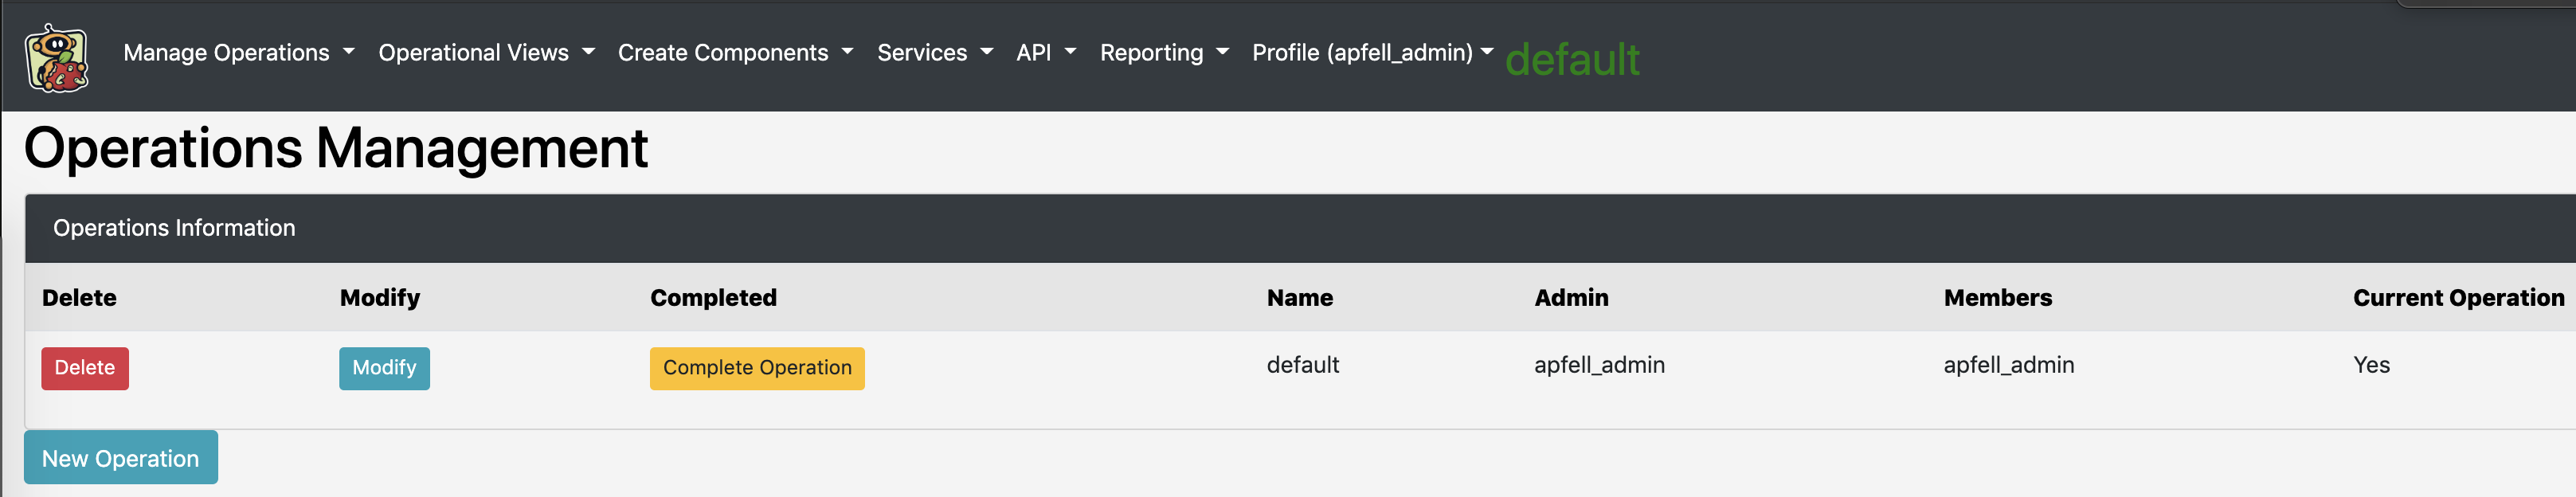 Manage Operations Operational Views Create Components Services API Reporting Profile (apfell_admin) default
Operations Management
Operations Information
Delete Modify Completed Name Admin Members Current Operation
Delete Modify Complete Operation default apfell_admin apfell_admin Yes
New Operation